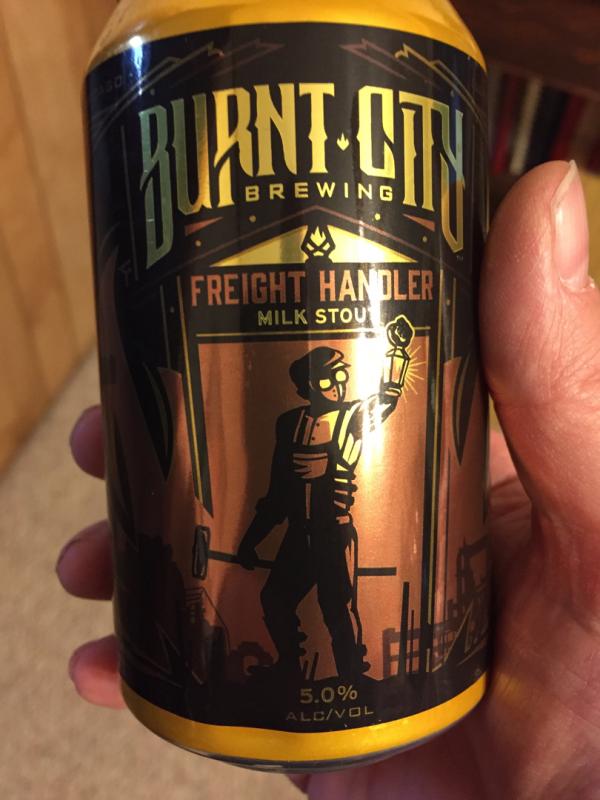 BURNT CITY
BREWING
FREIGHT HANDLER
MILK STOUT
5.0%
ALC/VOL